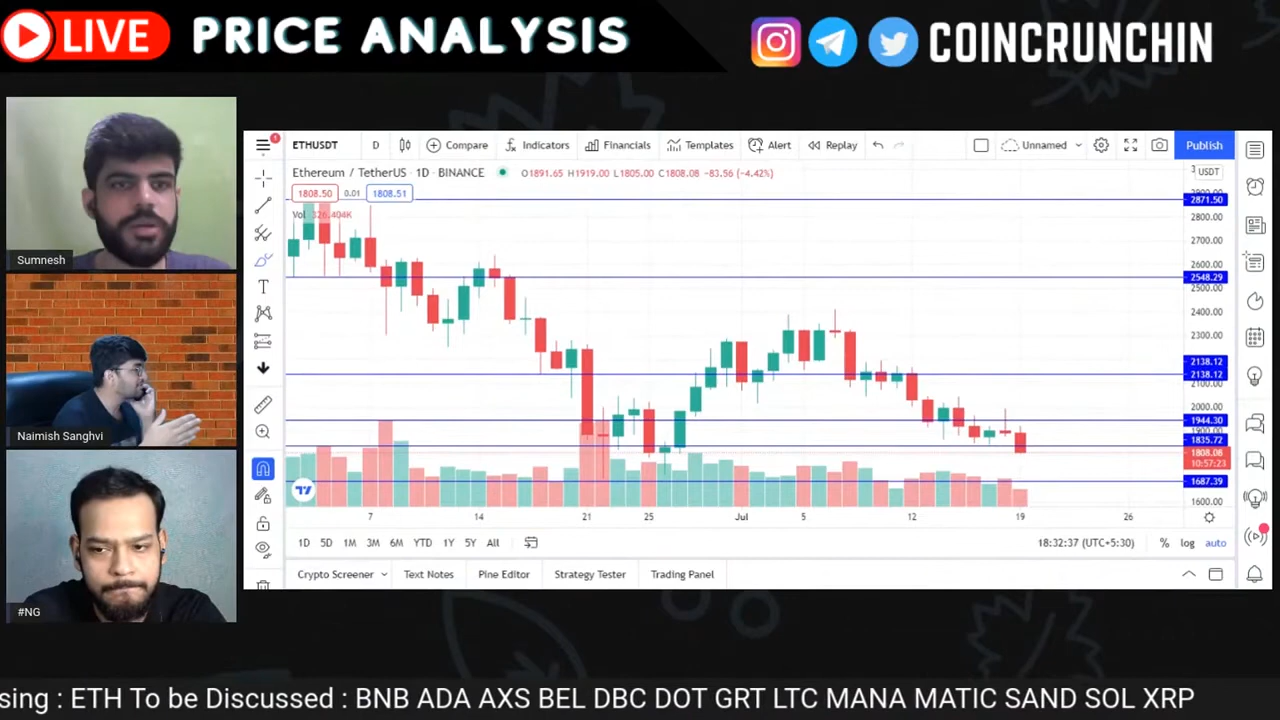 LIVE
PRICE ANALYSIS
COINCRUNCHIN
Sumnesh
Naimish Sanghvi
#NG
ETHUSDT
D
Compare
Indicators
Financials
Templates
Alert
Replay
Unnamed
Publish
Ethereum / TetherUS · 1D · BINANCE
O1891.65 H1919.00 L1805.00 C1808.08 −83.56 (−4.42%)
1808.50
0.01
1808.51
Vol 326.404K
USDT
2871.50
2800.00
2700.00
2548.29
2500.00
2400.00
2300.00
2138.12
2138.12
2100.00
2000.00
1944.30
1835.72
1808.08
10:57:23
1687.39
1600.00
7
14
21
25
Jul
5
12
19
26
1D 5D 1M 3M 6M YTD 1Y 5Y All
18:32:37 (UTC+5:30)
%
log
auto
Crypto Screener
Text Notes
Pine Editor
Strategy Tester
Trading Panel
sing : ETH To be Discussed : BNB ADA AXS BEL DBC DOT GRT LTC MANA MATIC SAND SOL XRP